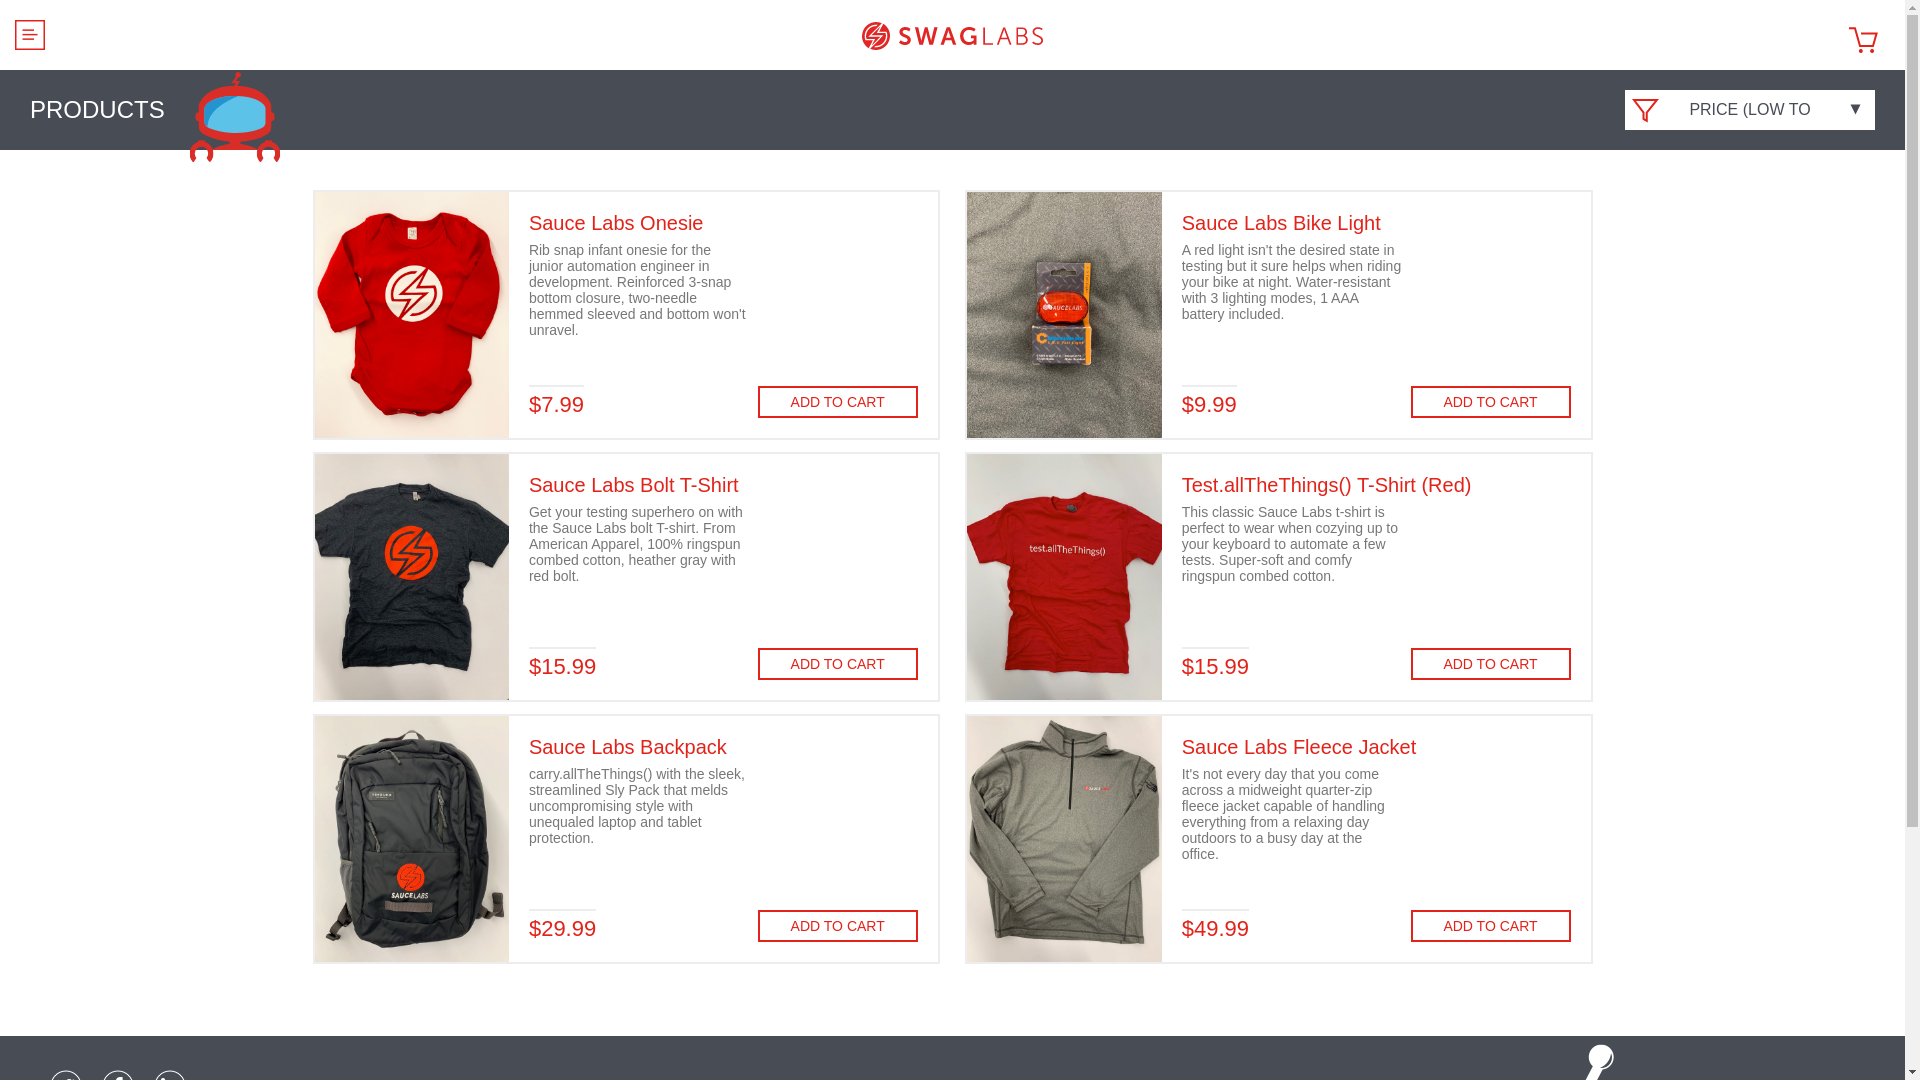 SWAGLABS
PRODUCTS
PRICE (LOW TO
Sauce Labs Onesie
Rib snap infant onesie for the
junior automation engineer in
development. Reinforced 3-snap
bottom closure, two-needle
hemmed sleeved and bottom won't
unravel.
$7.99
ADD TO CART
Sauce Labs Bike Light
A red light isn't the desired state in
testing but it sure helps when riding
your bike at night. Water-resistant
with 3 lighting modes, 1 AAA
battery included.
$9.99
ADD TO CART
SAUCELABS
Sauce Labs Bolt T-Shirt
Get your testing superhero on with
the Sauce Labs bolt T-shirt. From
American Apparel, 100% ringspun
combed cotton, heather gray with
red bolt.
$15.99
ADD TO CART
test.allTheThings()
Test.allTheThings() T-Shirt (Red)
This classic Sauce Labs t-shirt is
perfect to wear when cozying up to
your keyboard to automate a few
tests. Super-soft and comfy
ringspun combed cotton.
$15.99
ADD TO CART
SAUCELABS
Sauce Labs Backpack
carry.allTheThings() with the sleek,
streamlined Sly Pack that melds
uncompromising style with
unequaled laptop and tablet
protection.
$29.99
ADD TO CART
Sauce Labs Fleece Jacket
It's not every day that you come
across a midweight quarter-zip
fleece jacket capable of handling
everything from a relaxing day
outdoors to a busy day at the
office.
$49.99
ADD TO CART